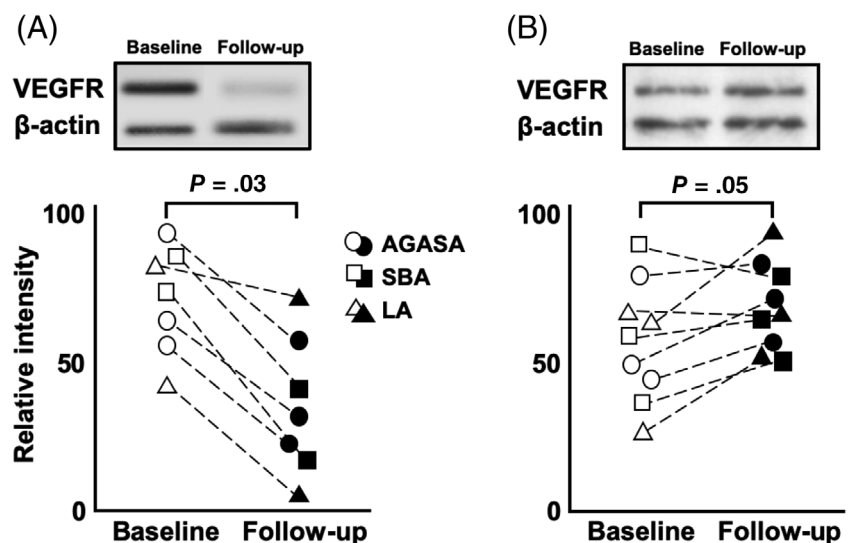 (A)
Baseline Follow-up
VEGFR
β-actin
P = .03
100
50
0
Relative intensity
Baseline Follow-up
AGASA
SBA
LA
(B)
Baseline Follow-up
VEGFR
β-actin
P = .05
100
50
0
Baseline Follow-up